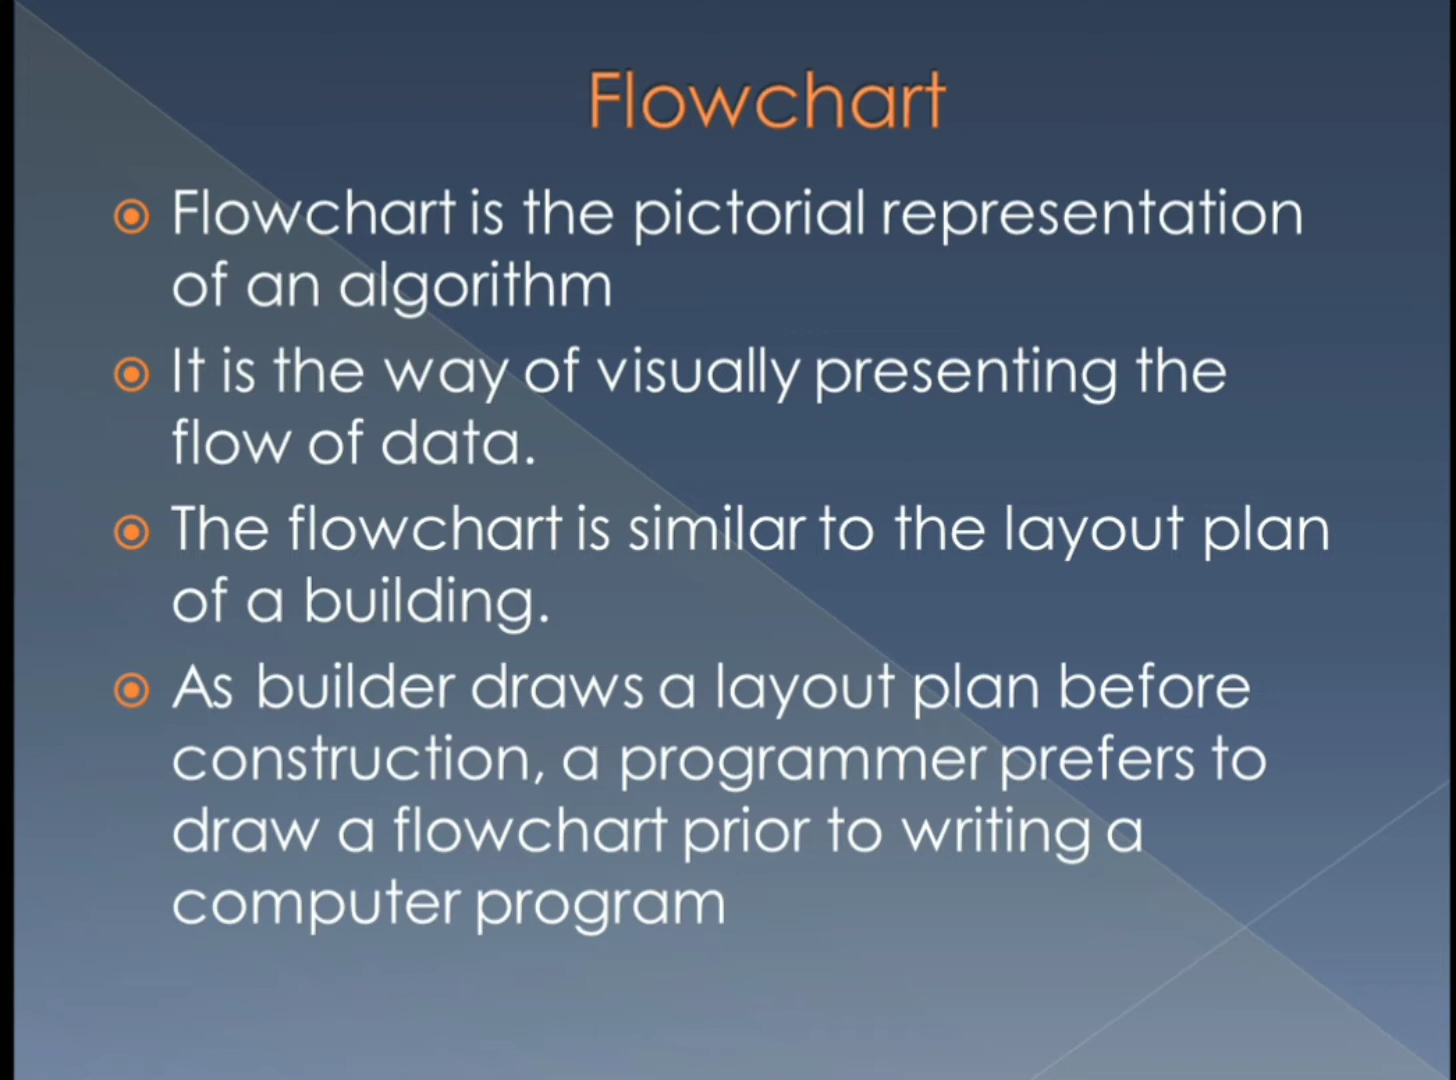 Flowchart
Flowchart is the pictorial representation
of an algorithm
It is the way of visually presenting the
flow of data.
The flowchart is similar to the layout plan
of a building.
As builder draws a layout plan before
construction, a programmer prefers to
draw a flowchart prior to writing a
computer program